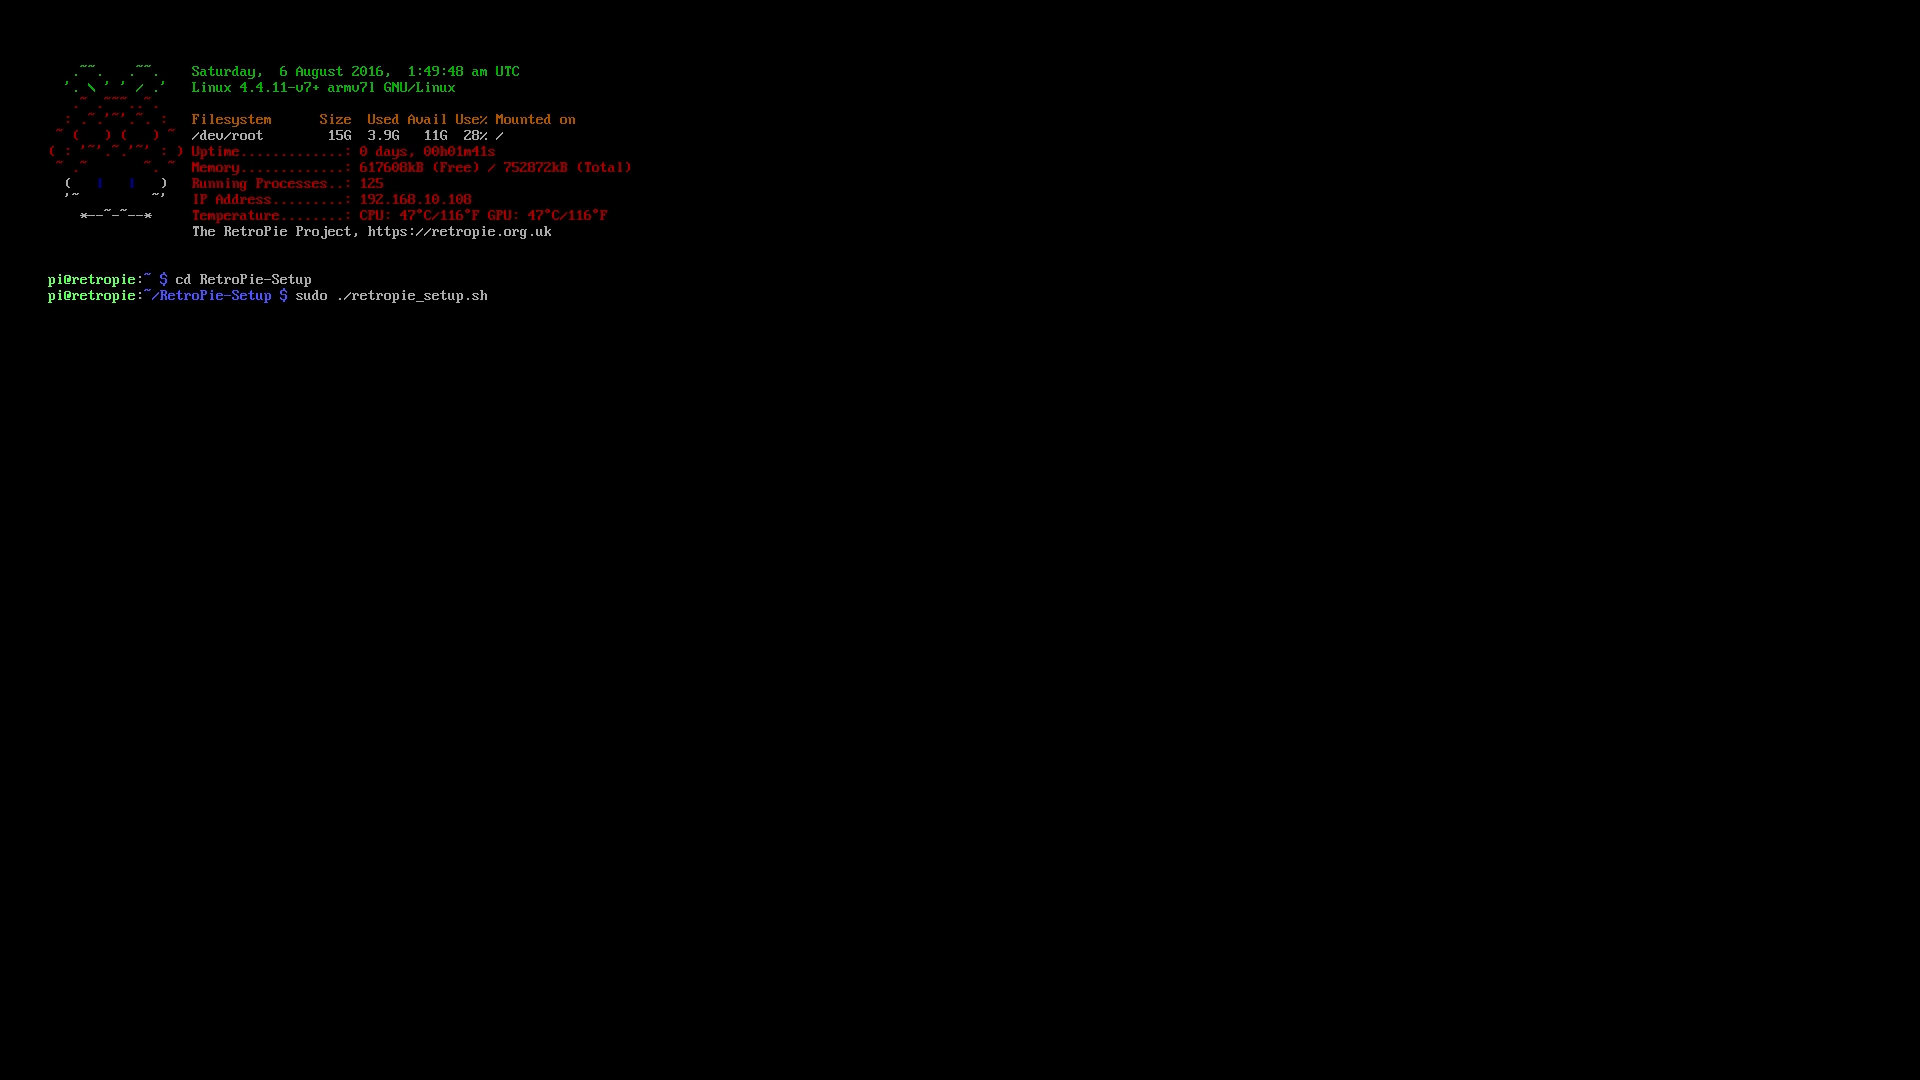 Saturday,  6 August 2016,  1:49:48 am UTC
Linux 4.4.11-v7+ armv7l GNU/Linux
Filesystem      Size  Used Avail Use% Mounted on
/dev/root        15G  3.9G   11G  28% /
Uptime.............: 0 days, 00h01m41s
Memory.............: 617608kB (Free) / 752872kB (Total)
Running Processes..: 125
IP Address.........: 192.168.10.108
Temperature........: CPU: 47°C/116°F GPU: 47°C/116°F
The RetroPie Project, https://retropie.org.uk
pi@retropie:~ $ cd RetroPie-Setup
pi@retropie:~/RetroPie-Setup $ sudo ./retropie_setup.sh